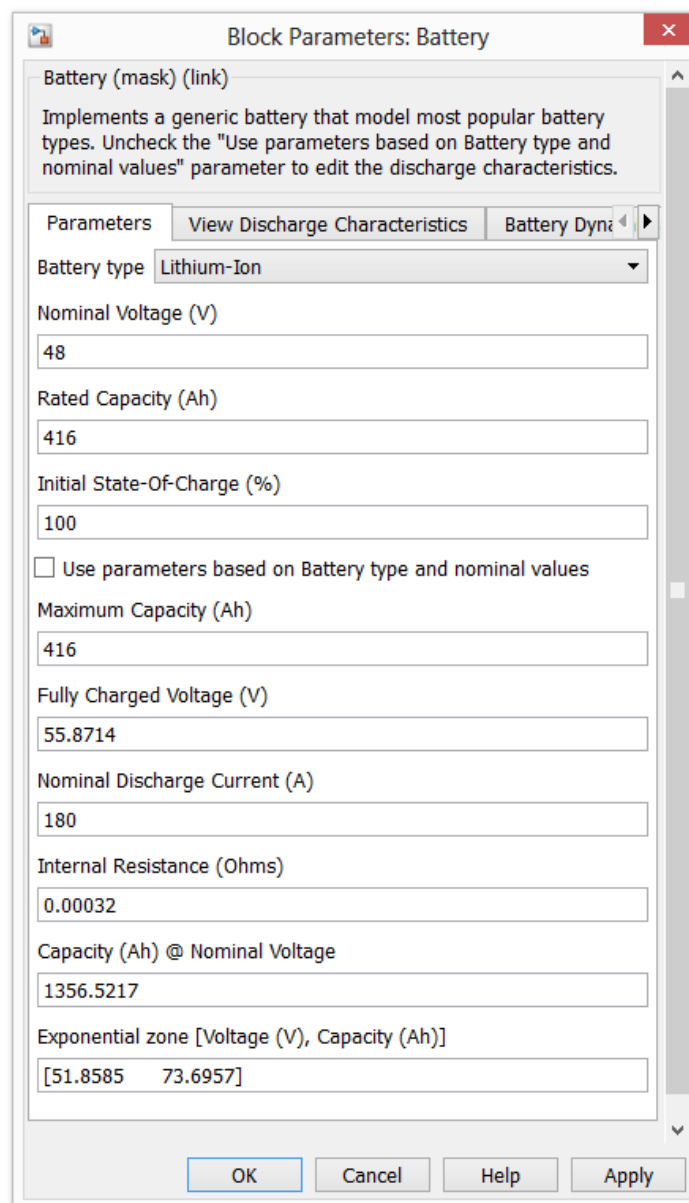 Block Parameters: Battery
Battery (mask) (link)
Implements a generic battery that model most popular battery
types. Uncheck the "Use parameters based on Battery type and
nominal values" parameter to edit the discharge characteristics.
Parameters View Discharge Characteristics Battery Dyna
Battery type Lithium-Ion
Nominal Voltage (V)
48
Rated Capacity (Ah)
416
Initial State-Of-Charge (%)
100
Use parameters based on Battery type and nominal values
Maximum Capacity (Ah)
416
Fully Charged Voltage (V)
55.8714
Nominal Discharge Current (A)
180
Internal Resistance (Ohms)
0.00032
Capacity (Ah) @ Nominal Voltage
1356.5217
Exponential zone [Voltage (V), Capacity (Ah)]
[51.8585 73.6957]
OK Cancel Help Apply